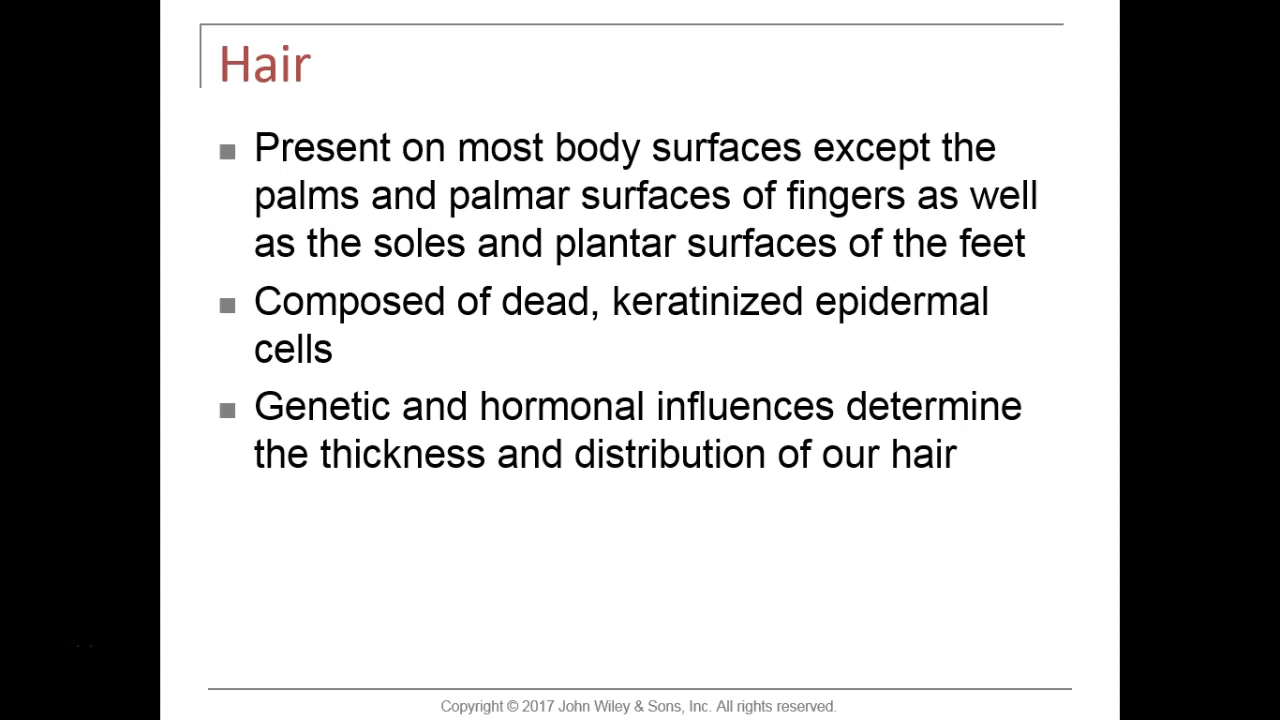 Hair
Present on most body surfaces except the
palms and palmar surfaces of fingers as well
as the soles and plantar surfaces of the feet
Composed of dead, keratinized epidermal
cells
Genetic and hormonal influences determine
the thickness and distribution of our hair
Copyright © 2017 John Wiley & Sons, Inc. All rights reserved.